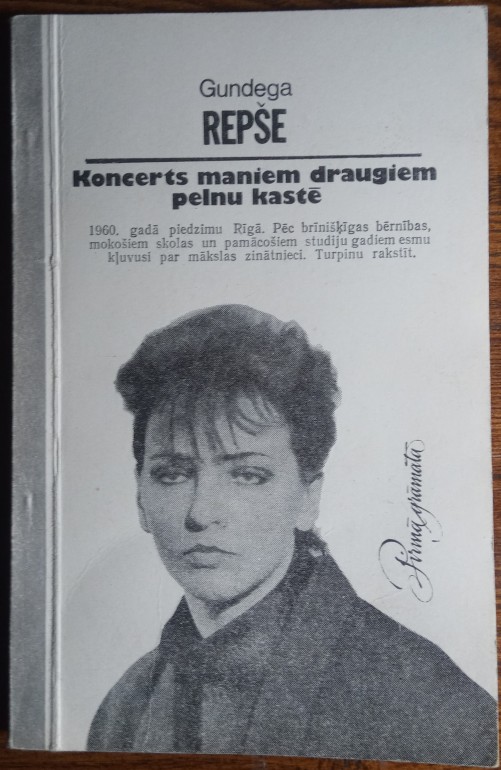 Gundega
REPŠE
Koncerts maniem draugiem
pelnu kastē
1960. gadā piedzimu Rīgā. Pēc brīnišķīgas bērnības,
mokošiem skolas un pamācošiem studiju gadiem esmu
kļuvusi par mākslas zinātnieci. Turpinu rakstīt.
Pirmā grāmata